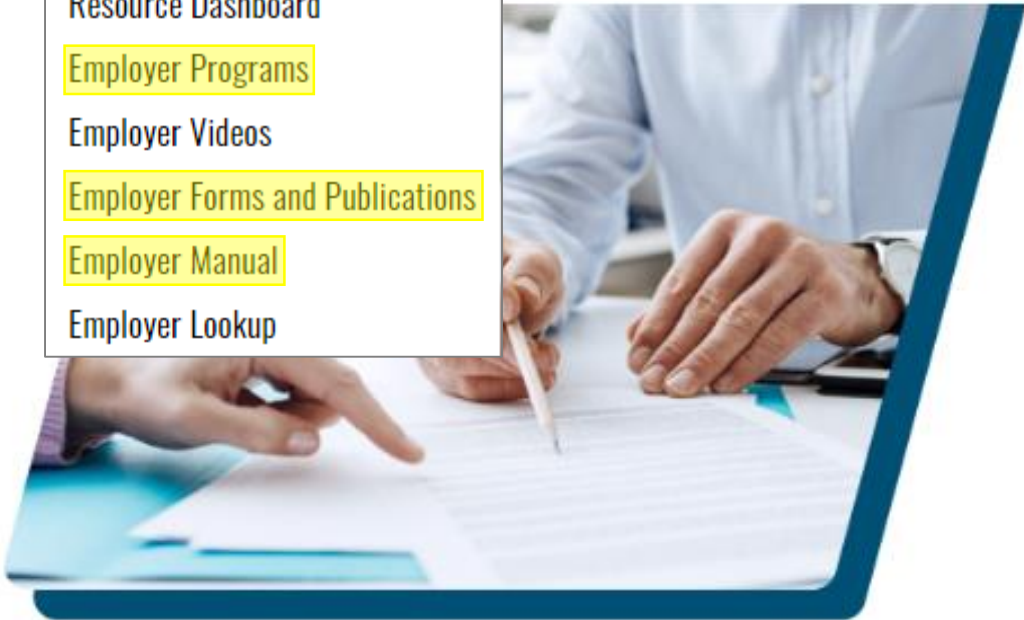 Resource Dashboard
Employer Programs
Employer Videos
Employer Forms and Publications
Employer Manual
Employer Lookup